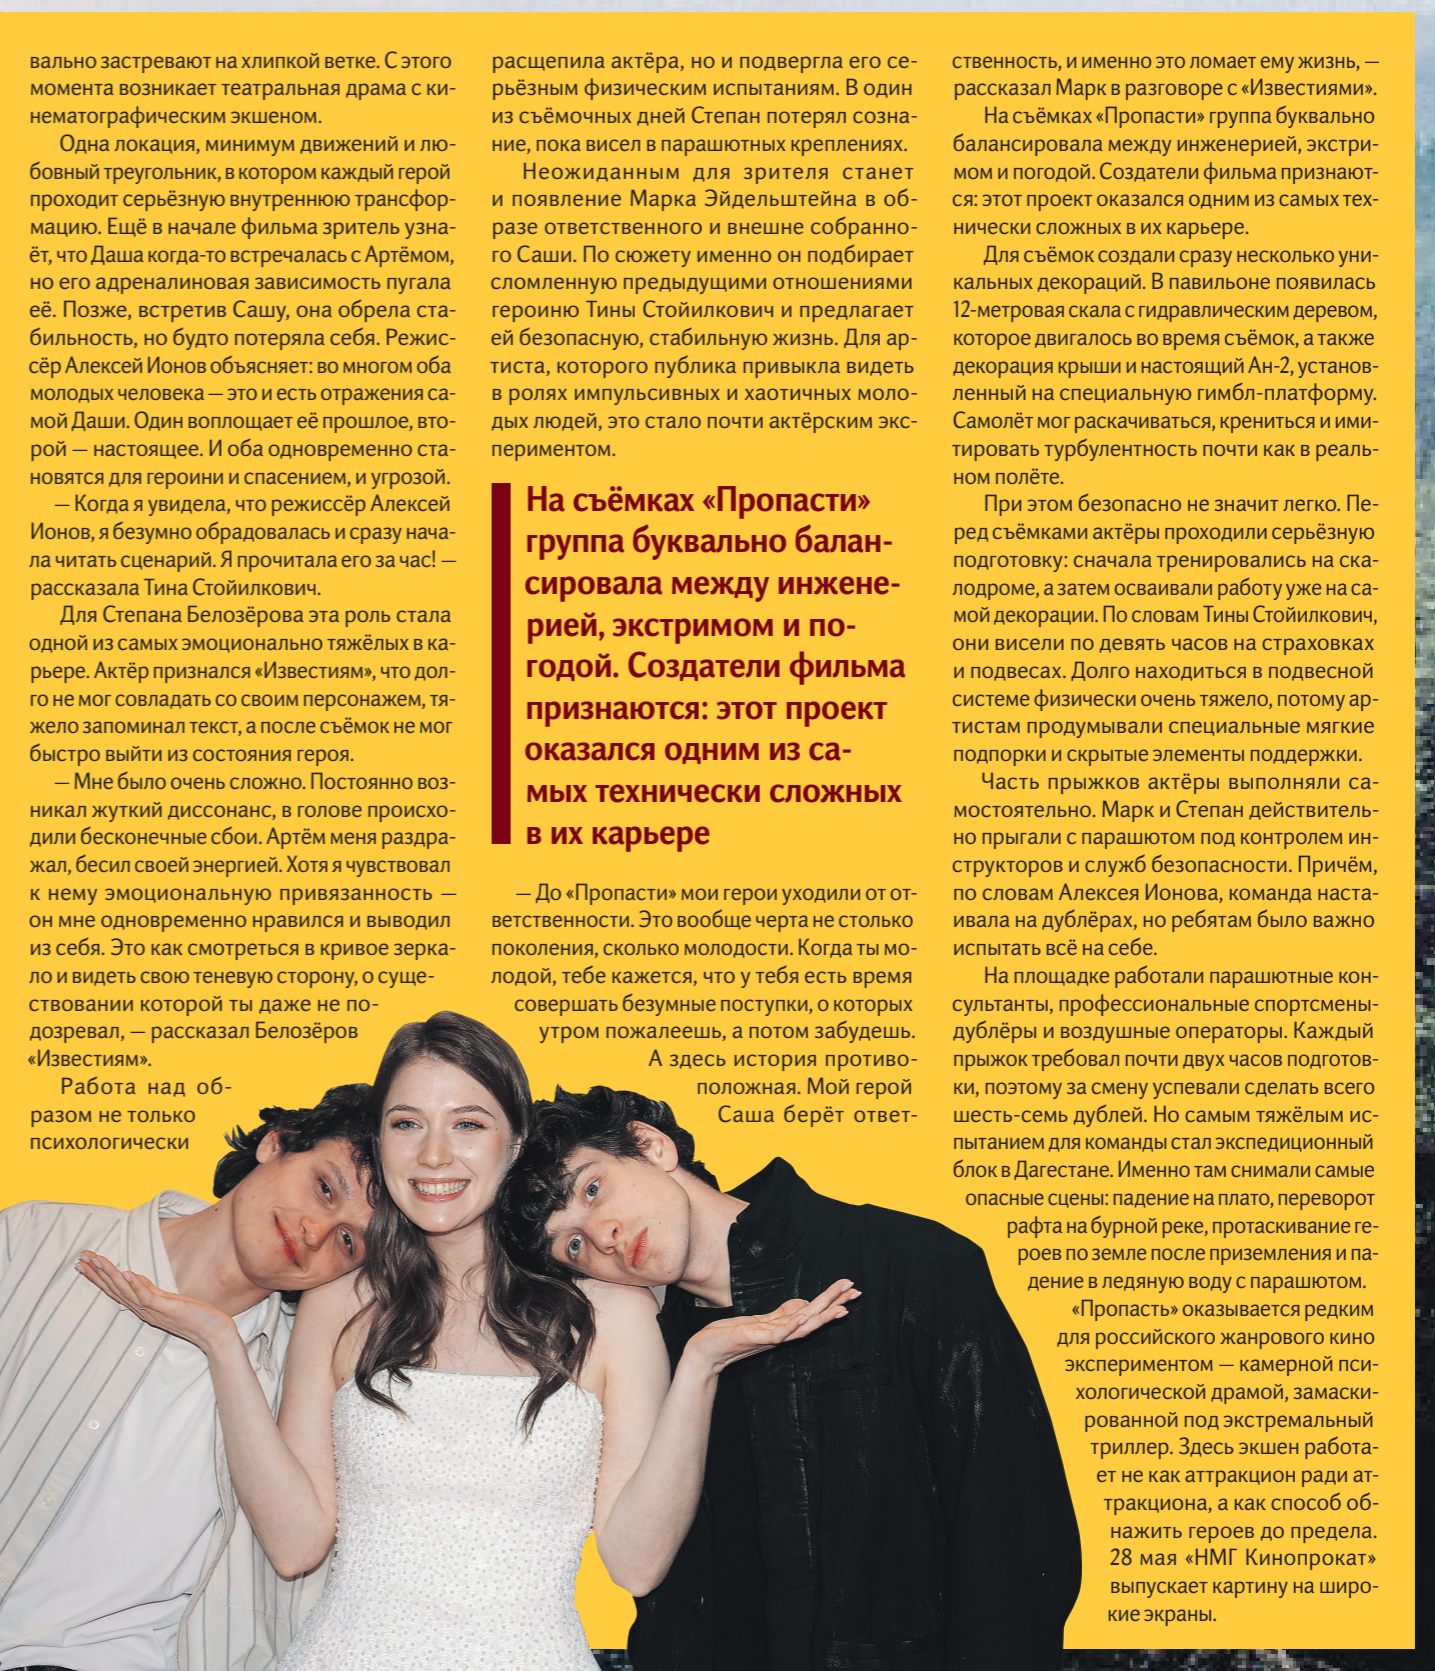 вально застревают на хлипкой ветке. С этого
момента возникает театральная драма с ки-
нематографическим экшеном.
Одна локация, минимум движений и лю-
бовный треугольник, в котором каждый герой
проходит серьёзную внутреннюю трансфор-
мацию. Ещё в начале фильма зритель узна-
ёт, что Даша когда-то встречалась с Артёмом,
но его адреналиновая зависимость пугала
её. Позже, встретив Сашу, она обрела ста-
бильность, но будто потеряла себя. Режис-
сёр Алексей Ионов объясняет: во многом оба
молодых человека — это и есть отражения са-
мой Даши. Один воплощает её прошлое, вто-
рой — настоящее. И оба одновременно ста-
новятся для героини и спасением, и угрозой.
— Когда я увидела, что режиссёр Алексей
Ионов, я безумно обрадовалась и сразу нача-
ла читать сценарий. Я прочитала его за час! —
рассказала Тина Стойилкович.
Для Степана Белозёрова эта роль стала
одной из самых эмоционально тяжёлых в ка-
рьере. Актёр признался «Известиям», что дол-
го не мог совладать со своим персонажем, тя-
жело запоминал текст, а после съёмок не мог
быстро выйти из состояния героя.
— Мне было очень сложно. Постоянно воз-
никал жуткий диссонанс, в голове происхо-
дили бесконечные сбои. Артём меня раздра-
жал, бесил своей энергией. Хотя я чувствовал
к нему эмоциональную привязанность —
он мне одновременно нравился и выводил
из себя. Это как смотреться в кривое зерка-
ло и видеть свою теневую сторону, о суще-
ствовании которой ты даже не по-
дозревал, — рассказал Белозёров
«Известиям».
Работа над об-
разом не только
психологически
расщепила актёра, но и подвергла его се-
рьёзным физическим испытаниям. В один
из съёмочных дней Степан потерял созна-
ние, пока висел в парашютных креплениях.
Неожиданным для зрителя станет
и появление Марка Эйдельштейна в об-
разе ответственного и внешне собранно-
го Саши. По сюжету именно он подбирает
сломленную предыдущими отношениями
героиню Тины Стойилкович и предлагает
ей безопасную, стабильную жизнь. Для ар-
тиста, которого публика привыкла видеть
в ролях импульсивных и хаотичных моло-
дых людей, это стало почти актёрским экс-
периментом.
На съёмках «Пропасти»
группа буквально балан-
сировала между инжене-
рией, экстримом и по-
годой. Создатели фильма
признаются: этот проект
оказался одним из са-
мых технически сложных
в их карьере
— До «Пропасти» мои герои уходили от от-
ветственности. Это вообще черта не столько
поколения, сколько молодости. Когда ты мо-
лодой, тебе кажется, что у тебя есть время
совершать безумные поступки, о которых
утром пожалеешь, а потом забудешь.
А здесь история противо-
положная. Мой герой
Саша берёт ответ-
ственность, и именно это ломает ему жизнь, —
рассказал Марк в разговоре с «Известиями».
На съёмках «Пропасти» группа буквально
балансировала между инженерией, экстри-
мом и погодой. Создатели фильма признают-
ся: этот проект оказался одним из самых тех-
нически сложных в их карьере.
Для съёмок создали сразу несколько уни-
кальных декораций. В павильоне появилась
12-метровая скала с гидравлическим деревом,
которое двигалось во время съёмок, а также
декорация крыши и настоящий Ан-2, установ-
ленный на специальную гимбл-платформу.
Самолёт мог раскачиваться, крениться и ими-
тировать турбулентность почти как в реаль-
ном полёте.
При этом безопасно не значит легко. Пе-
ред съёмками актёры проходили серьёзную
подготовку: сначала тренировались на ска-
лодроме, а затем осваивали работу уже на са-
мой декорации. По словам Тины Стойилкович,
они висели по девять часов на страховках
и подвесах. Долго находиться в подвесной
системе физически очень тяжело, потому ар-
тистам продумывали специальные мягкие
подпорки и скрытые элементы поддержки.
Часть прыжков актёры выполняли са-
мостоятельно. Марк и Степан действитель-
но прыгали с парашютом под контролем ин-
структоров и служб безопасности. Причём,
по словам Алексея Ионова, команда наста-
ивала на дублёрах, но ребятам было важно
испытать всё на себе.
На площадке работали парашютные кон-
сультанты, профессиональные спортсмены-
дублёры и воздушные операторы. Каждый
прыжок требовал почти двух часов подготов-
ки, поэтому за смену успевали сделать всего
шесть-семь дублей. Но самым тяжёлым ис-
пытанием для команды стал экспедиционный
блок в Дагестане. Именно там снимали самые
опасные сцены: падение на плато, переворот
рафта на бурной реке, протаскивание ге-
роев по земле после приземления и па-
дение в ледяную воду с парашютом.
«Пропасть» оказывается редким
для российского жанрового кино
экспериментом — камерной пси-
хологической драмой, замаски-
рованной под экстремальный
триллер. Здесь экшен работа-
ет не как аттракцион ради ат-
тракциона, а как способ об-
нажить героев до предела.
28 мая «НМГ Кинопрокат»
выпускает картину на широ-
кие экраны.